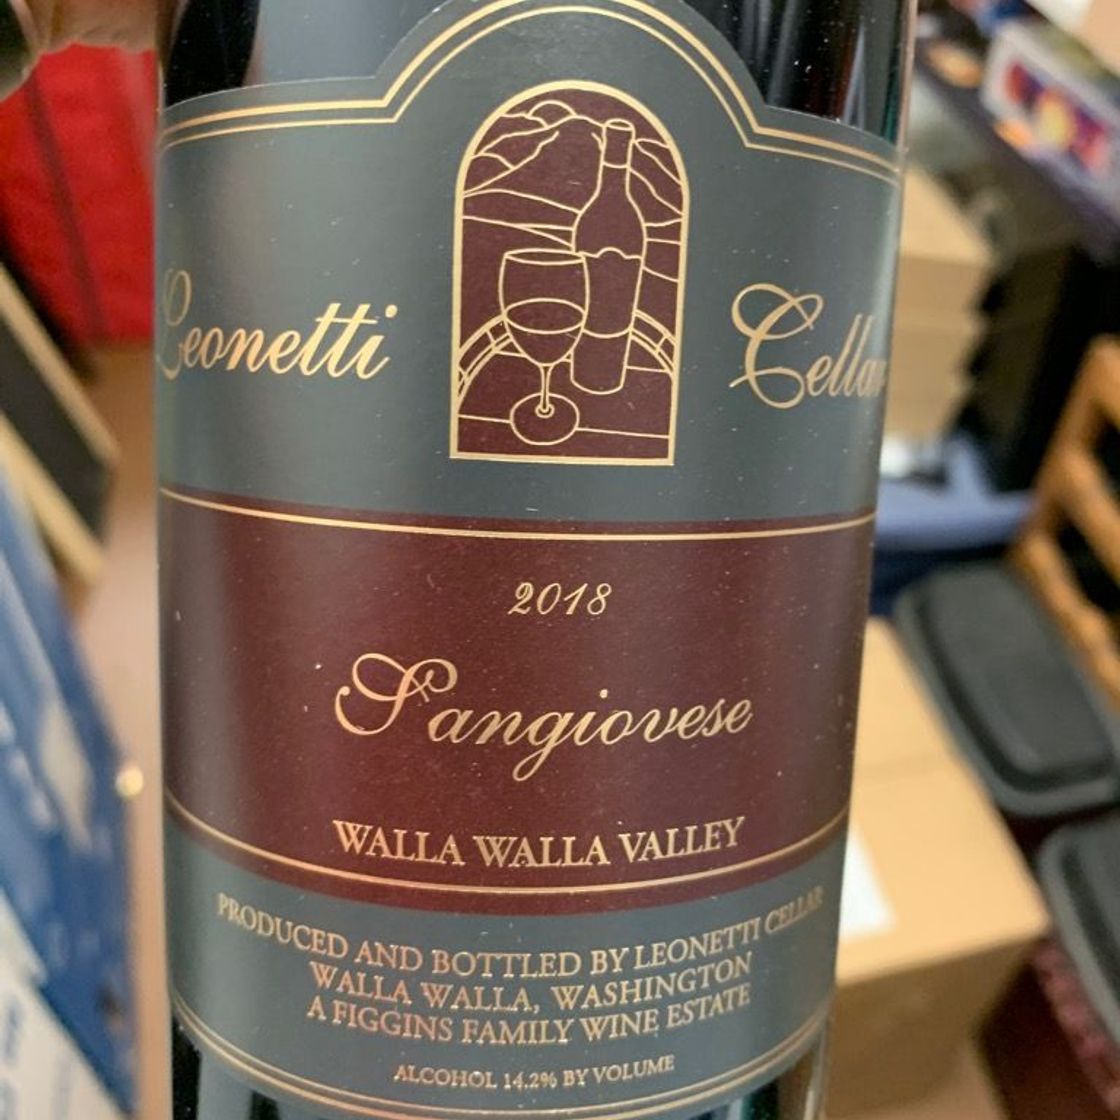 Leonetti Cellar
2018
Sangiovese
WALLA WALLA VALLEY
PRODUCED AND BOTTLED BY LEONETTI CELLAR
WALLA WALLA, WASHINGTON
A FIGGINS FAMILY WINE ESTATE
ALCOHOL 14.2% BY VOLUME